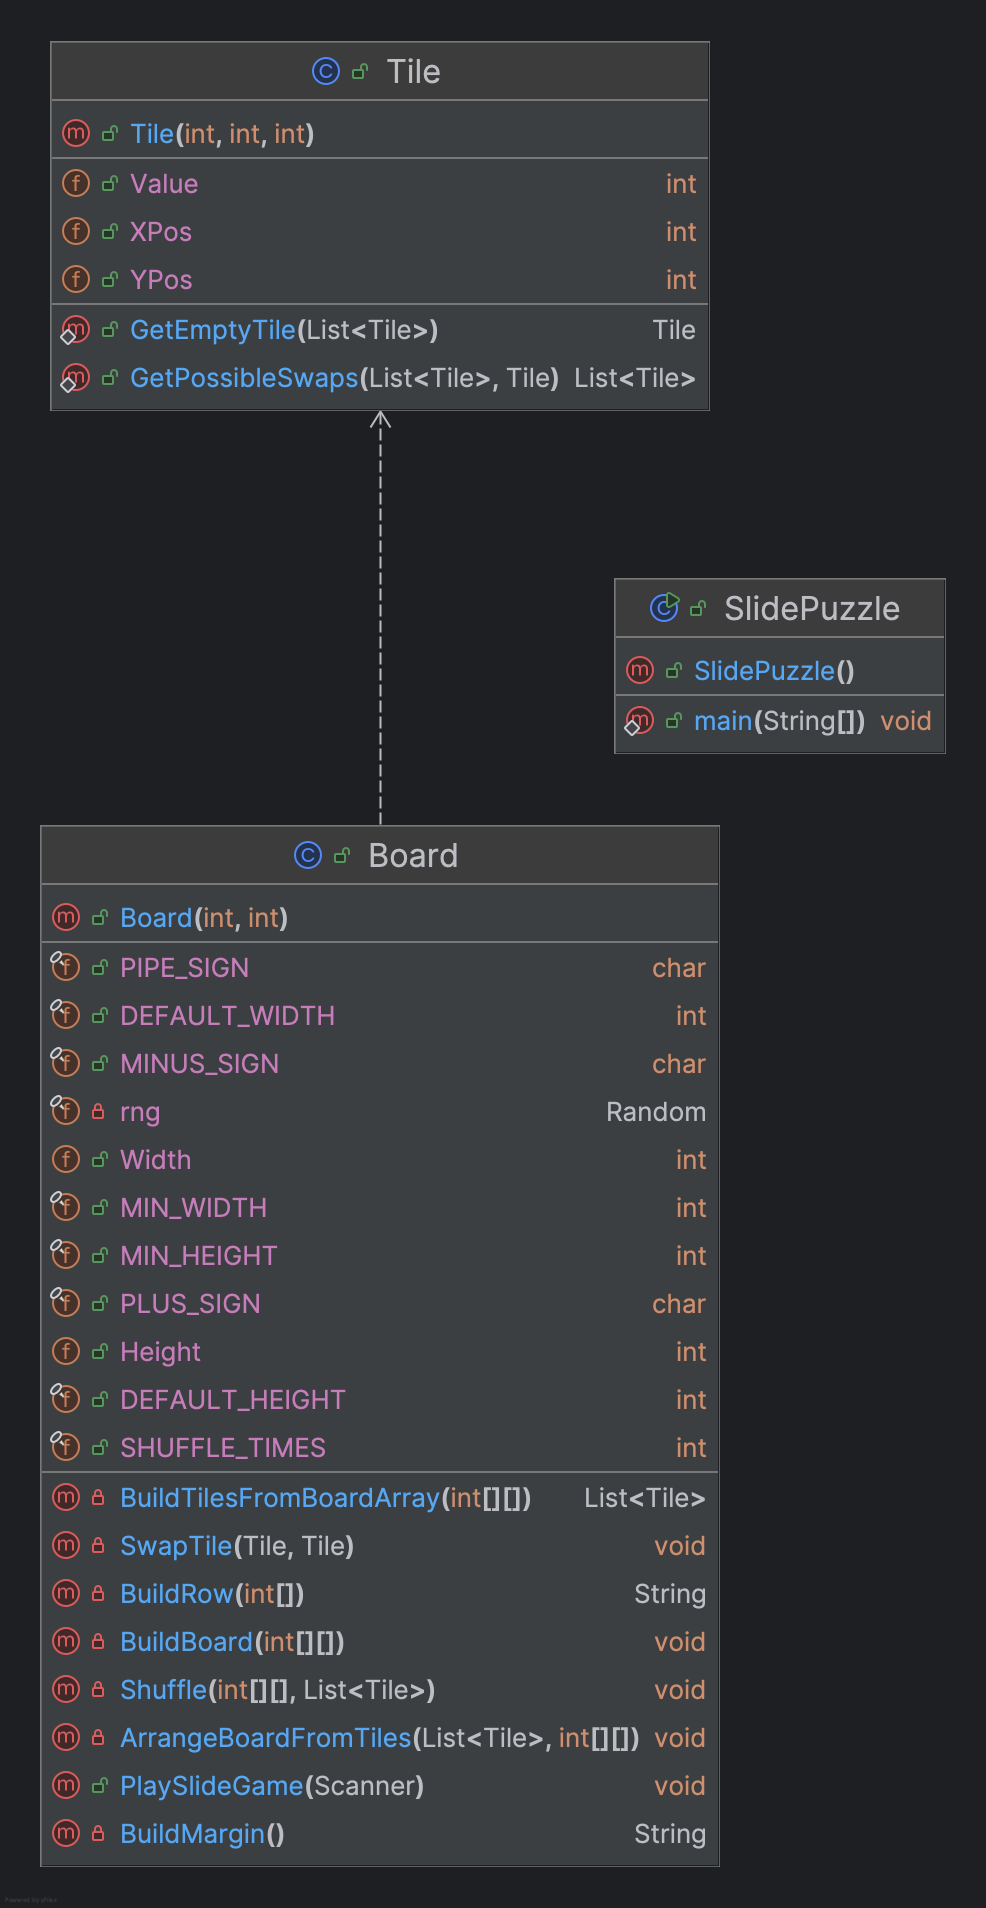 Tile
Tile(int, int, int)
Value int
XPos int
YPos int
GetEmptyTile(List<Tile>) Tile
GetPossibleSwaps(List<Tile>, Tile) List<Tile>
SlidePuzzle
SlidePuzzle()
main(String[]) void
Board
Board(int, int)
PIPE_SIGN char
DEFAULT_WIDTH int
MINUS_SIGN char
rng Random
Width int
MIN_WIDTH int
MIN_HEIGHT int
PLUS_SIGN char
Height int
DEFAULT_HEIGHT int
SHUFFLE_TIMES int
BuildTilesFromBoardArray(int[][]) List<Tile>
SwapTile(Tile, Tile) void
BuildRow(int[]) String
BuildBoard(int[][]) void
Shuffle(int[][], List<Tile>) void
ArrangeBoardFromTiles(List<Tile>, int[][]) void
PlaySlideGame(Scanner) void
BuildMargin() String
Powered by yFiles